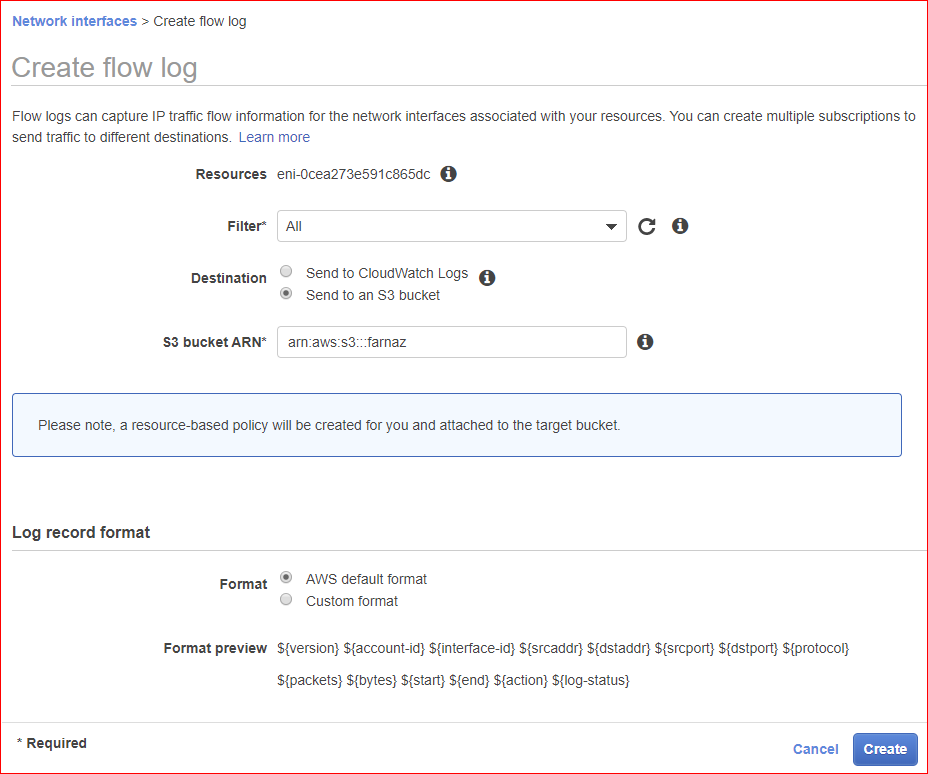 Network interfaces > Create flow log
Create flow log
Flow logs can capture IP traffic flow information for the network interfaces associated with your resources. You can create multiple subscriptions to
send traffic to different destinations. Learn more
Resources eni-0cea273e591c865dc
Filter* All
Destination Send to CloudWatch Logs
Send to an S3 bucket
S3 bucket ARN* arn:aws:s3:::farnaz
Please note, a resource-based policy will be created for you and attached to the target bucket.
Log record format
Format AWS default format
Custom format
Format preview ${version} ${account-id} ${interface-id} ${srcaddr} ${dstaddr} ${srcport} ${dstport} ${protocol}
${packets} ${bytes} ${start} ${end} ${action} ${log-status}
* Required
Cancel Create